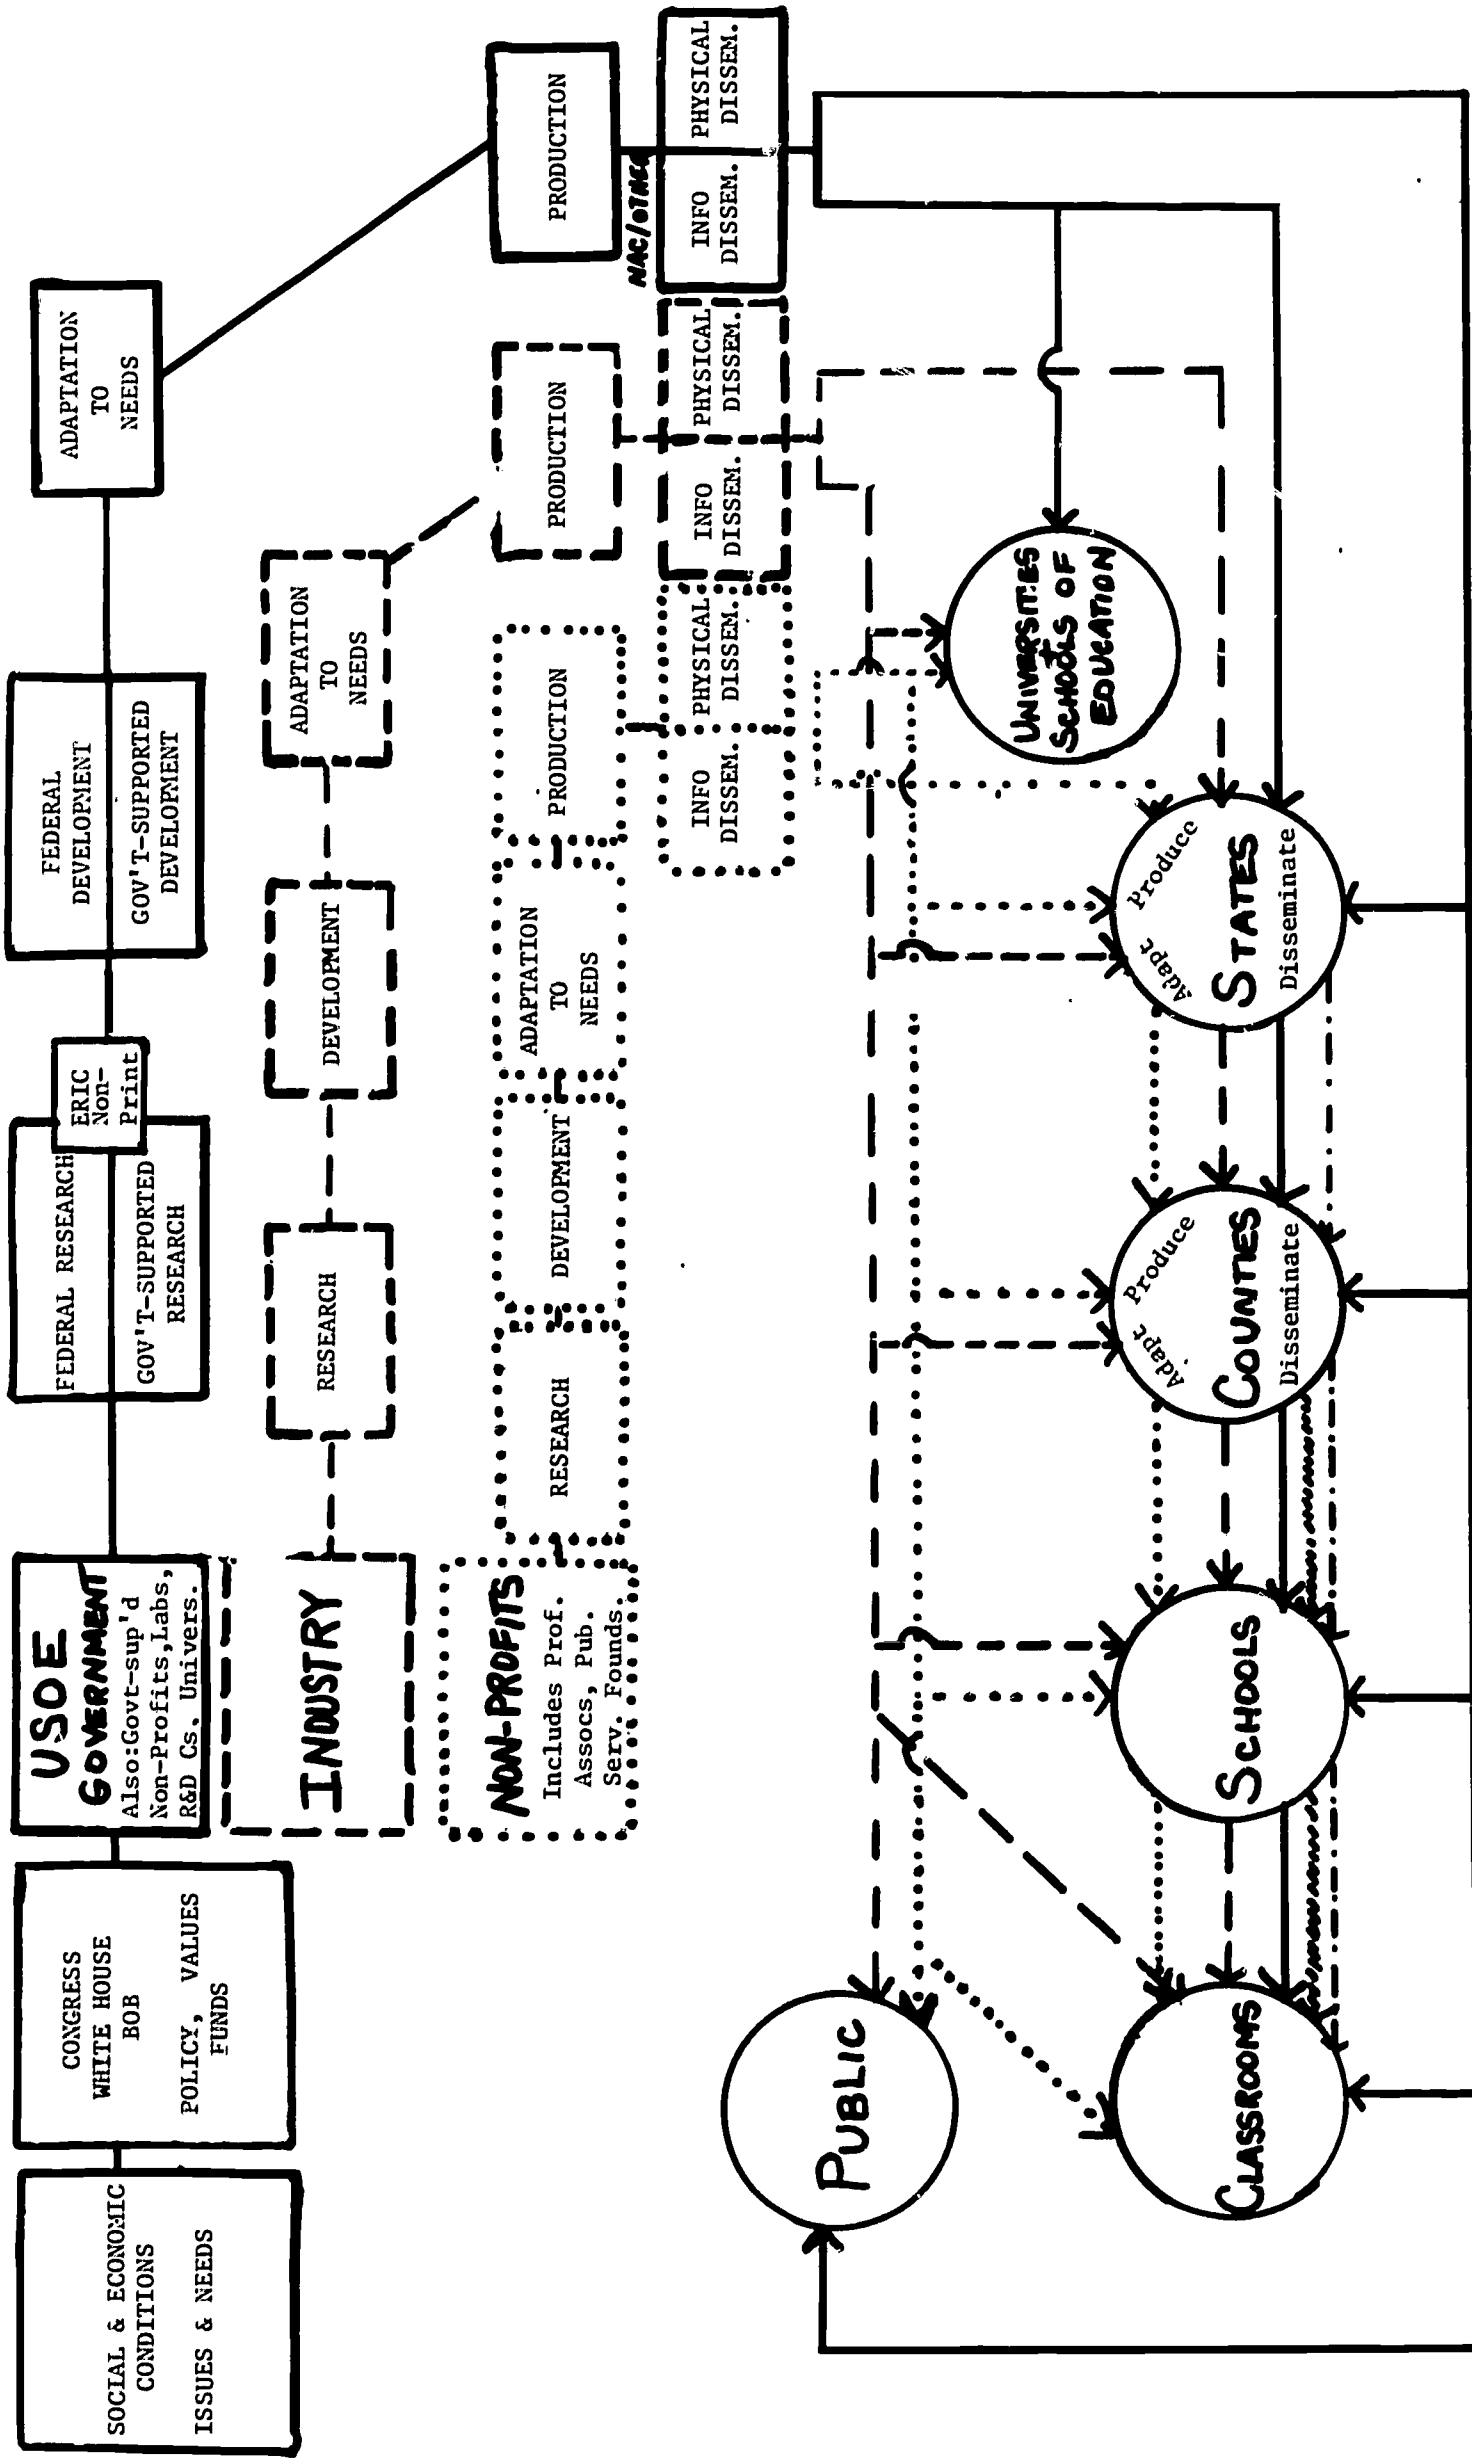 SOCIAL & ECONOMIC
CONDITIONS
ISSUES & NEEDS
CONGRESS
WHITE HOUSE
BOB
POLICY, VALUES
FUNDS
USOE
GOVERNMENT
Also:Govt-sup'd
Non-Profits,Labs,
R&D Cs. Univers.
FEDERAL RESEARCH
GOV'T-SUPPORTED
RESEARCH
ERIC
Non-
Print
FEDERAL
DEVELOPMENT
GOV'T-SUPPORTED
DEVELOPMENT
ADAPTATION
TO
NEEDS
INDUSTRY
RESEARCH
DEVELOPMENT
ADAPTATION
TO
NEEDS
NON-PROFITS
Includes Prof.
Assocs, Pub.
Serv. Founds.
RESEARCH
DEVELOPMENT
ADAPTATION
TO
NEEDS
PRODUCTION
PRODUCTION
PRODUCTION
NAC/OTHER
INFO
DISSEM.
PHYSICAL
DISSEM.
INFO
DISSEM.
PHYSICAL
DISSEM.
INFO
DISSEM.
PHYSICAL
DISSEM.
PUBLIC
UNIVERSITIES
+
SCHOOLS OF
EDUCATION
CLASSROOMS
SCHOOLS
Adapt
Produce
COUNTIES
Disseminate
Adapt
Produce
STATES
Disseminate